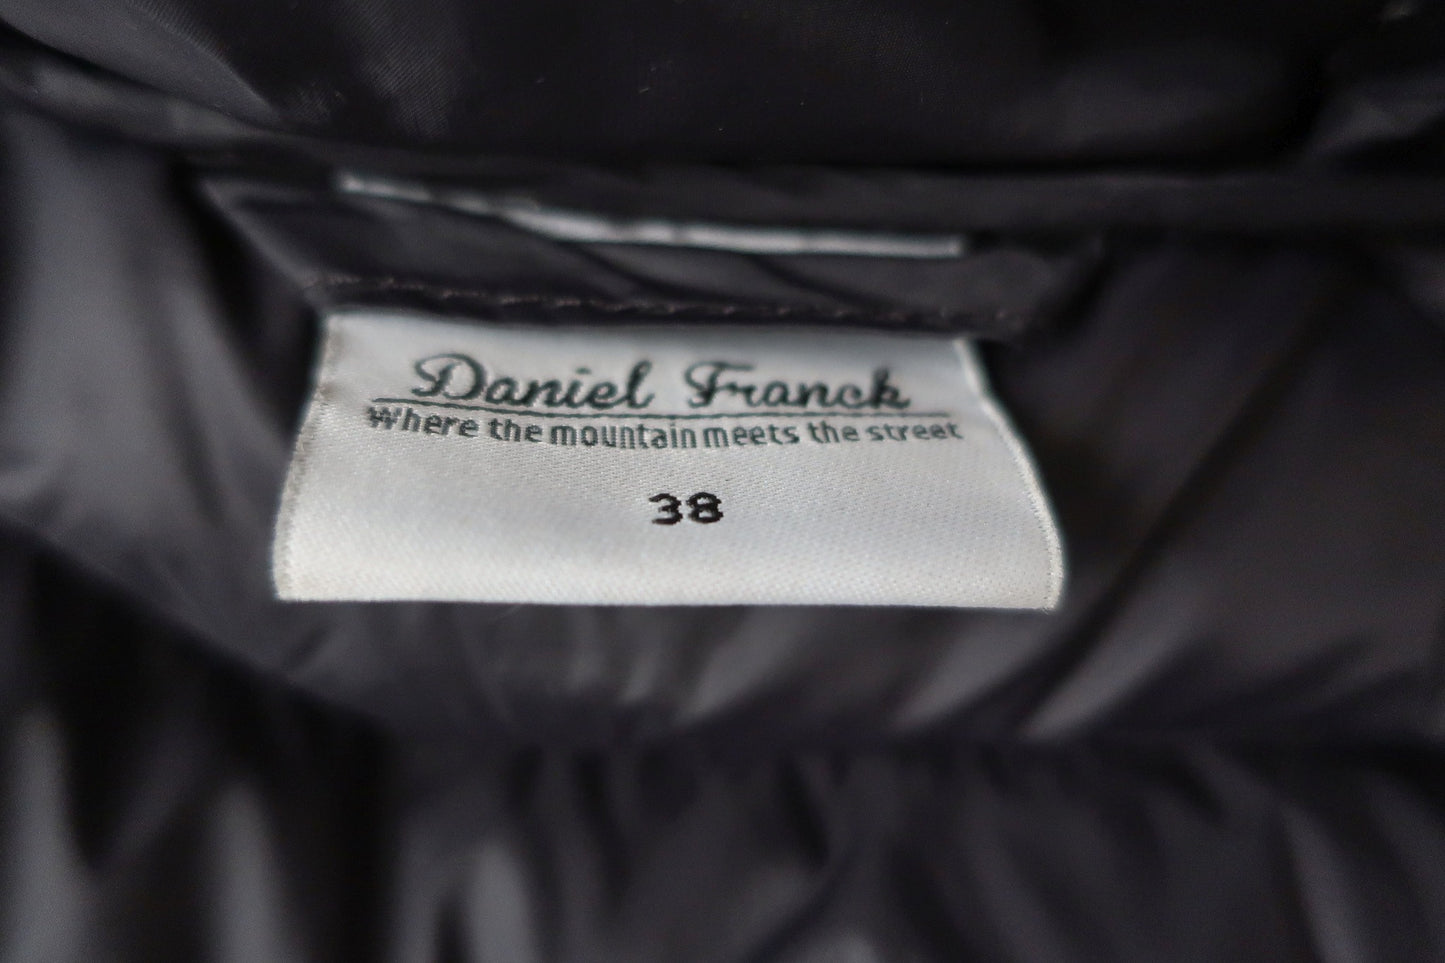 Daniel Franck
Where the mountain meets the street
38